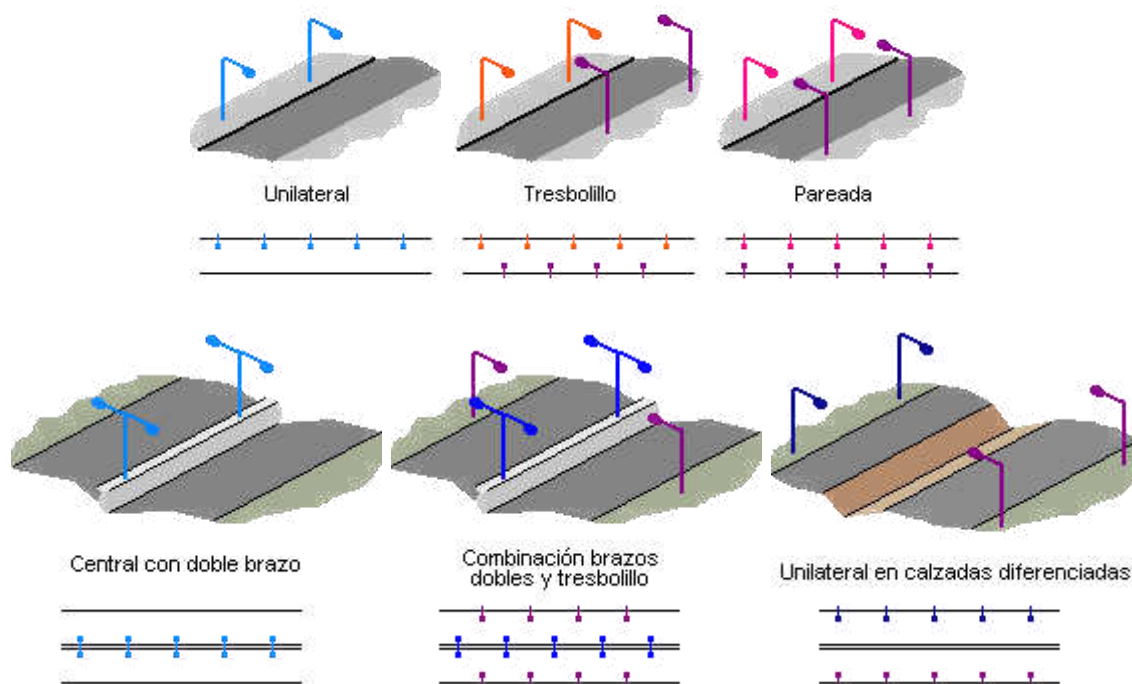 Unilateral
Tresbolillo
Pareada
Central con doble brazo
Combinación brazos
dobles y tresbolillo
Unilateral en calzadas diferenciadas